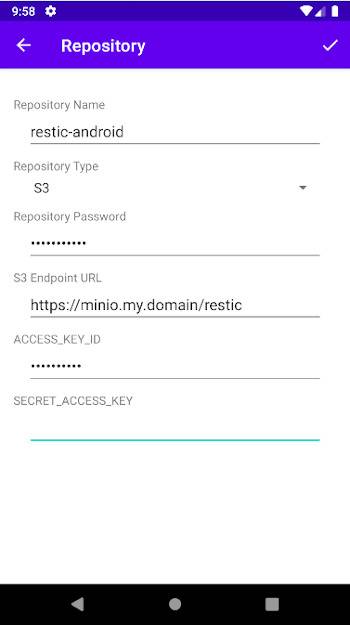 9:58
Repository
Repository Name
restic-android
Repository Type
S3
Repository Password
•••••••••••
S3 Endpoint URL
https://minio.my.domain/restic
ACCESS_KEY_ID
••••••••••
SECRET_ACCESS_KEY